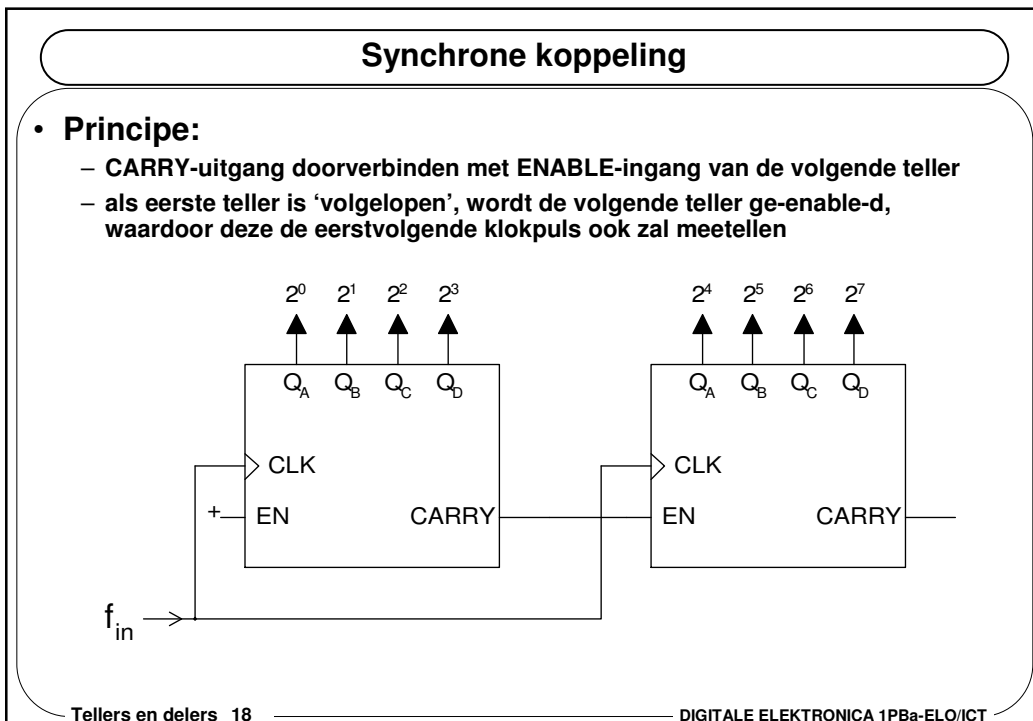 Synchrone koppeling
• Principe:
– CARRY-uitgang doorverbinden met ENABLE-ingang van de volgende teller
– als eerste teller is ‘volgelopen’, wordt de volgende teller ge-enable-d,
waardoor deze de eerstvolgende klokpuls ook zal meetellen
2⁰ 2¹ 2² 2³ 2⁴ 2⁵ 2⁶ 2⁷
Q_A Q_B Q_C Q_D Q_A Q_B Q_C Q_D
CLK CLK
+ EN CARRY EN CARRY
f_in
Tellers en delers 18 DIGITALE ELEKTRONICA 1PBa-ELO/ICT